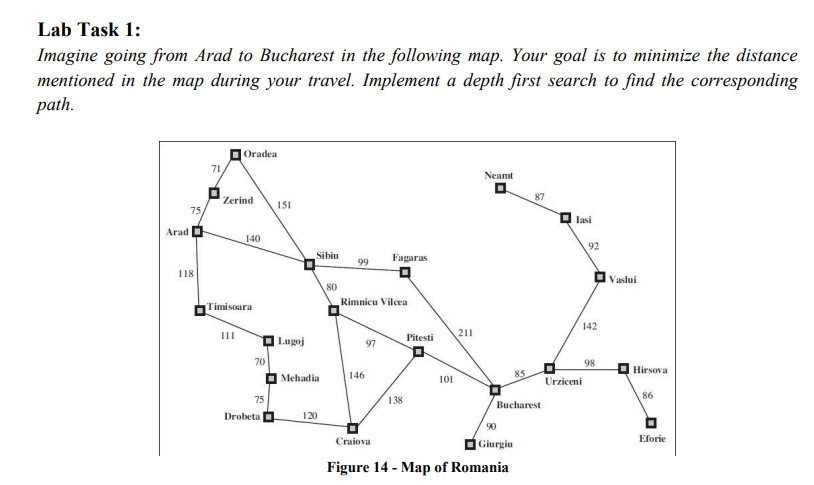 Lab Task 1:
Imagine going from Arad to Bucharest in the following map. Your goal is to minimize the distance
mentioned in the map during your travel. Implement a depth first search to find the corresponding
path.
Oradea
71
Neamt
Zerind
87
75
151
Iasi
Arad
140
92
Sibiu
99
Fagaras
118
Vaslui
80
Timisoara
Rimnicu Vilcea
142
111
Lugoj
97
Pitesti
211
70
98
Mehadia
146
101
85
Urziceni
Hirsova
75
138
86
Bucharest
Drobeta
120
90
Craiova
Giurgiu
Eforie
Figure 14 - Map of Romania